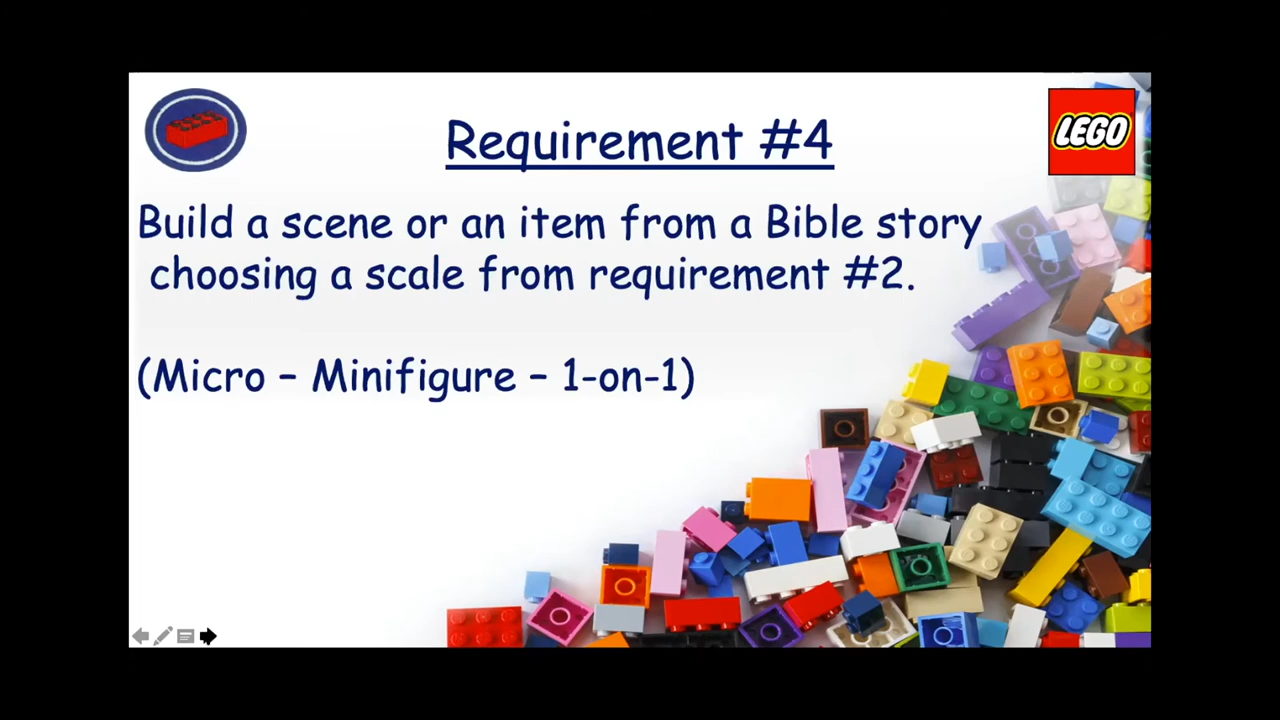 Requirement #4
LEGO
Build a scene or an item from a Bible story
choosing a scale from requirement #2.
(Micro – Minifigure – 1-on-1)